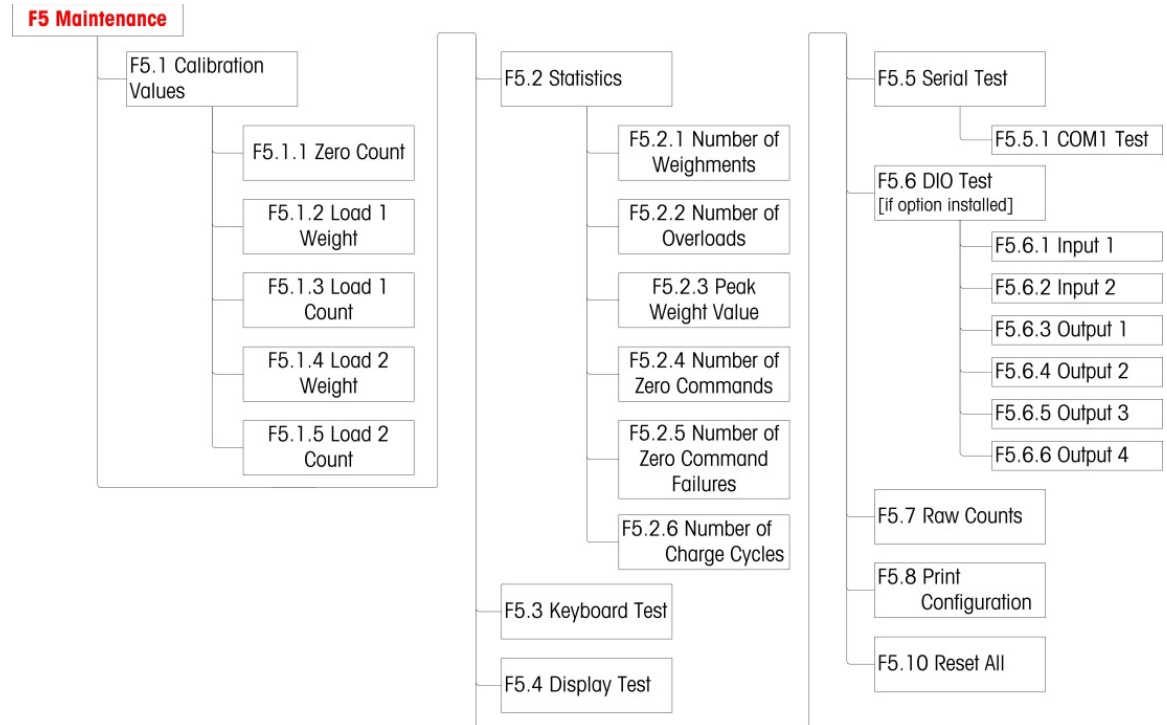 F5 Maintenance
F5.1 Calibration
Values
F5.1.1 Zero Count
F5.1.2 Load 1
Weight
F5.1.3 Load 1
Count
F5.1.4 Load 2
Weight
F5.1.5 Load 2
Count
F5.2 Statistics
F5.2.1 Number of
Weighments
F5.2.2 Number of
Overloads
F5.2.3 Peak
Weight Value
F5.2.4 Number of
Zero Commands
F5.2.5 Number of
Zero Command
Failures
F5.2.6 Number of
Charge Cycles
F5.3 Keyboard Test
F5.4 Display Test
F5.5 Serial Test
F5.5.1 COM1 Test
F5.6 DIO Test
[if option installed]
F5.6.1 Input 1
F5.6.2 Input 2
F5.6.3 Output 1
F5.6.4 Output 2
F5.6.5 Output 3
F5.6.6 Output 4
F5.7 Raw Counts
F5.8 Print
Configuration
F5.10 Reset All